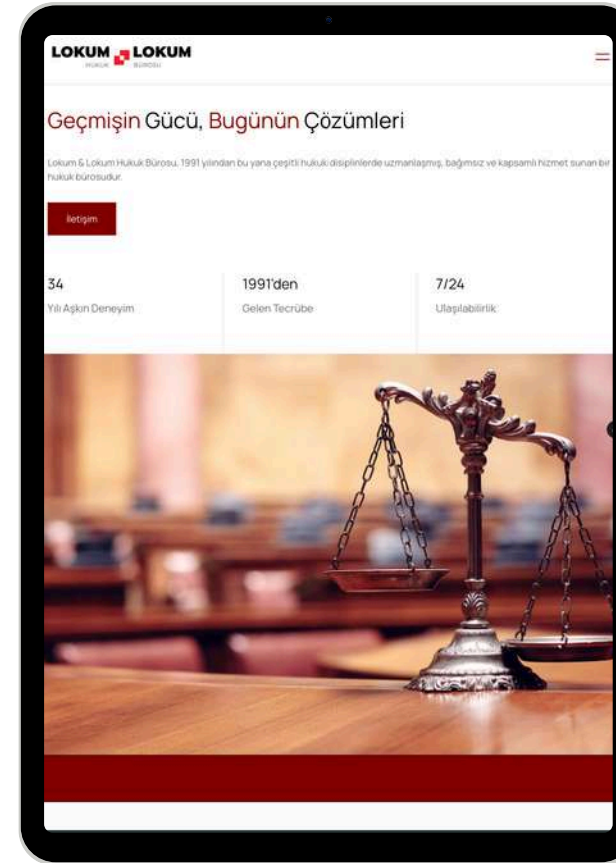 LOKUM LOKUM
HUKUK BÜROSU
Geçmişin Gücü, Bugünün Çözümleri
Lokum & Lokum Hukuk Bürosu, 1991 yılından bu yana çeşitli hukuk disiplinlerde uzmanlaşmış, bağımsız ve kapsamlı hizmet sunan bir
hukuk bürosudur.
İletişim
34
Yılı Aşkın Deneyim
1991'den
Gelen Tecrübe
7/24
Ulaşılabilirlik